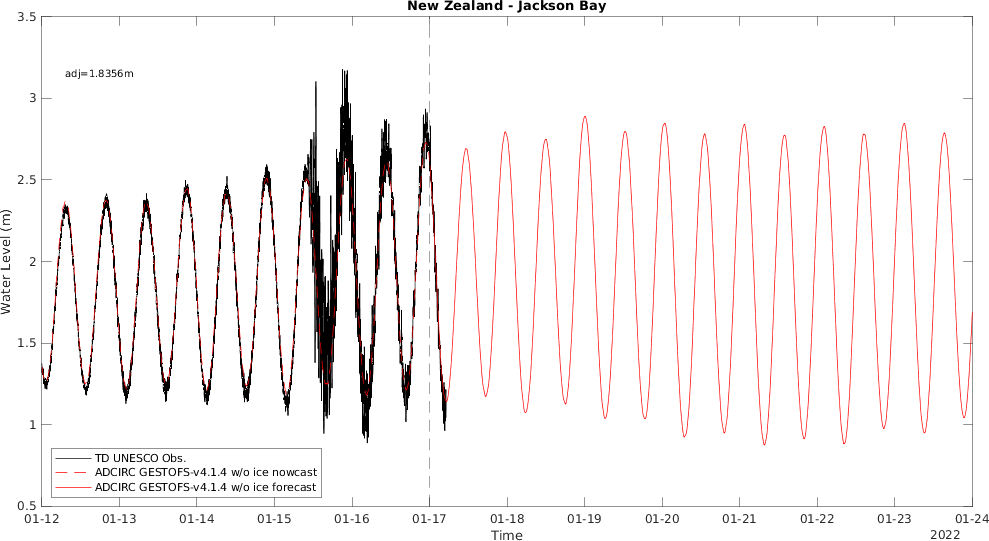 New Zealand - Jackson Bay
3.5
3
2.5
2
1.5
1
0.5
Water Level (m)
adj=1.8356m
TD UNESCO Obs.
ADCIRC GESTOFS-v4.1.4 w/o ice nowcast
ADCIRC GESTOFS-v4.1.4 w/o ice forecast
01-12 01-13 01-14 01-15 01-16 01-17 01-18 01-19 01-20 01-21 01-22 01-23 01-24
Time
2022